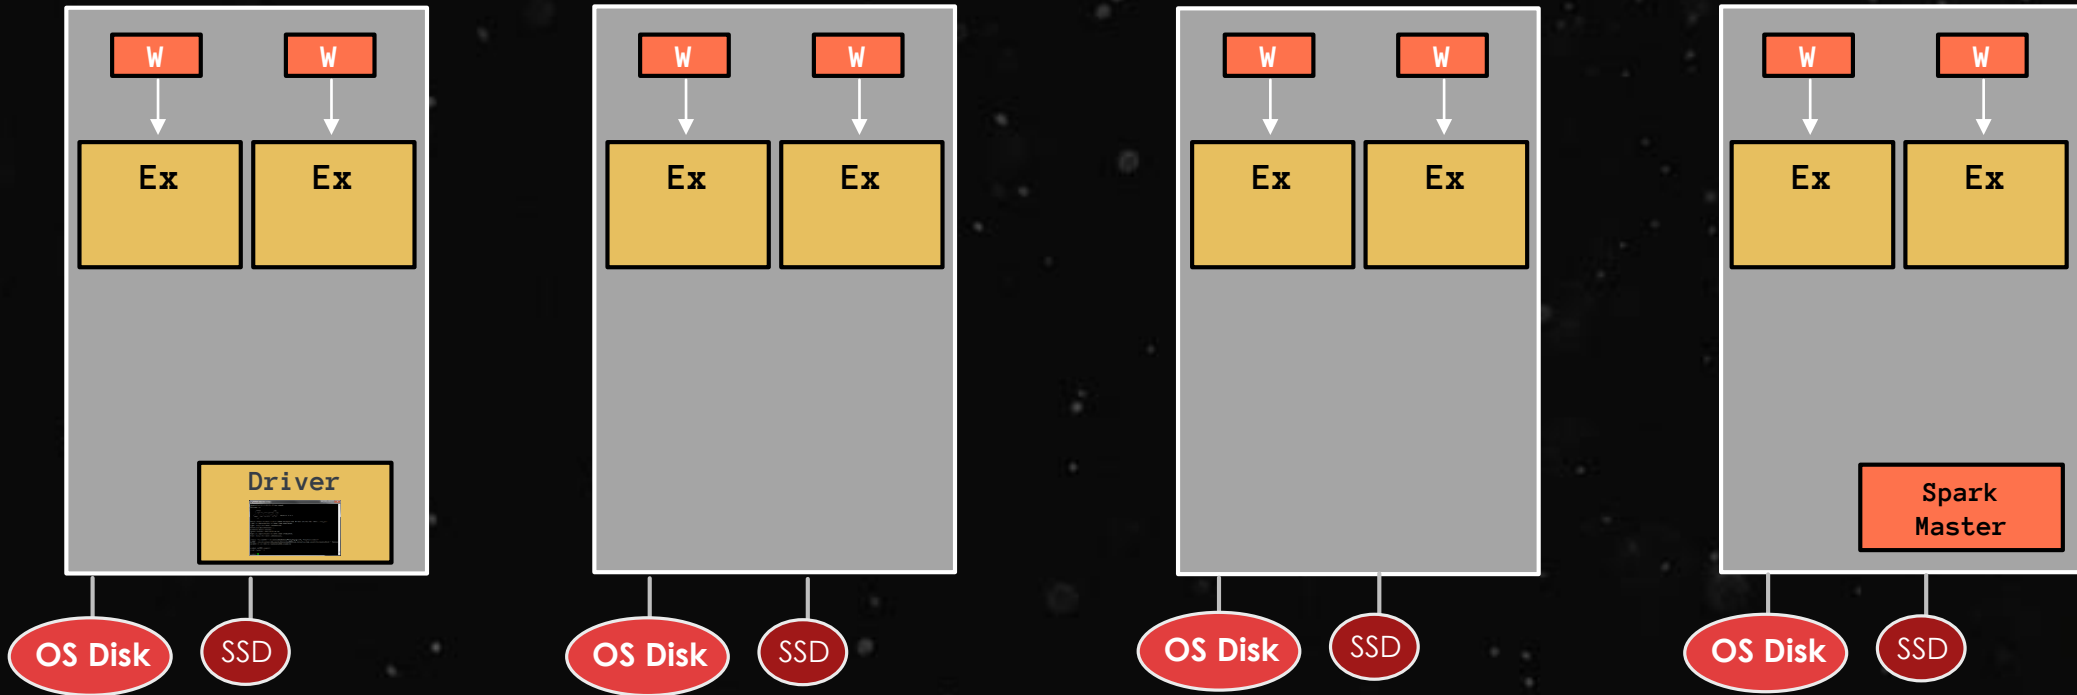 W W W W W W W W
Ex Ex Ex Ex Ex Ex Ex Ex
Driver
Spark
Master
OS Disk SSD OS Disk SSD OS Disk SSD OS Disk SSD